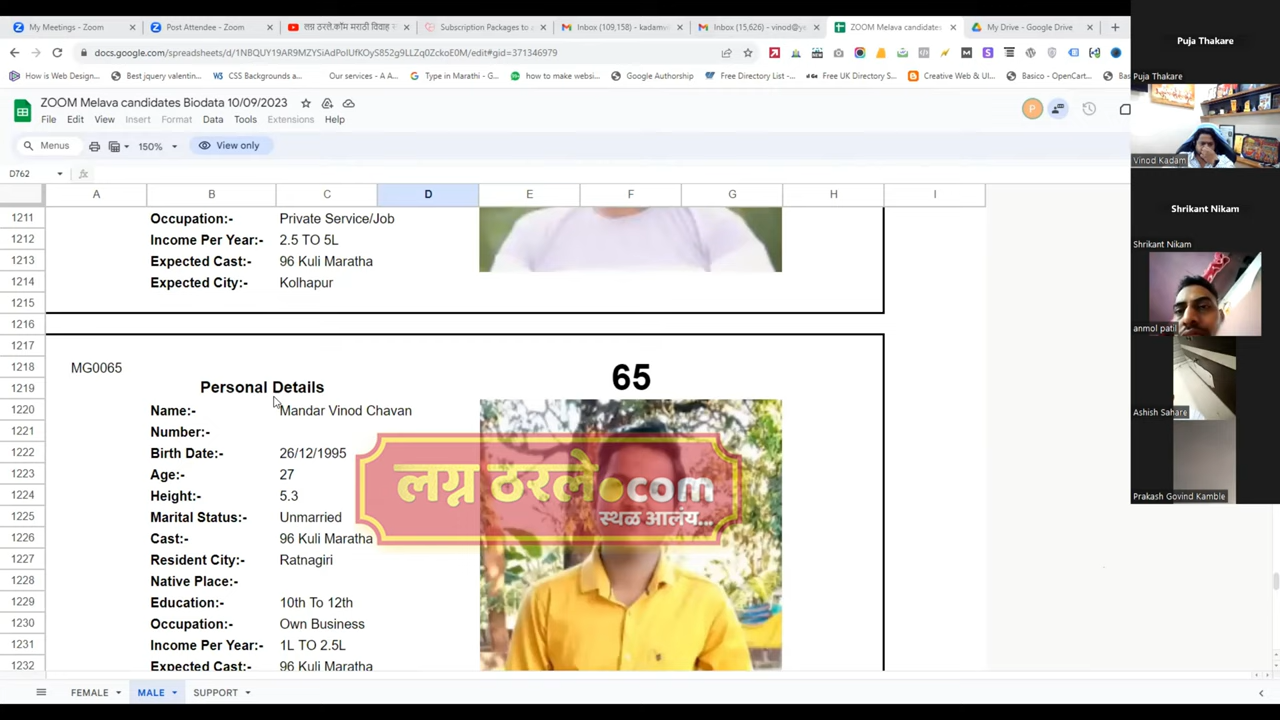 My Meetings - Zoom
Post Attendee - Zoom
लग्न ठरले.कॉम मराठी विवाह
Subscription Packages to
Inbox (109,158) - kadamv
Inbox (15,626) - vinod@ye
ZOOM Melava candidates
My Drive - Google Drive
docs.google.com/spreadsheets/d/1N8QUY19AR9MZYSiAdPolUfKOyS852g9LLZq0ZckoE0M/edit#gid=371346979
How is Web Design...
Best jquery valentin...
CSS Backgrounds a...
Our services - A A...
Type in Marathi - G...
how to make websi...
Google Authorship
Free Directory List -...
Free UK Directory S...
Creative Web & UI...
Basico - OpenCart...
Bas
ZOOM Melava candidates Biodata 10/09/2023
P
File Edit View Insert Format Data Tools Extensions Help
Menus
150%
View only
D762
fx
A B C D E F G H I
1211 Occupation:- Private Service/Job
1212 Income Per Year:- 2.5 TO 5L
1213 Expected Cast:- 96 Kuli Maratha
1214 Expected City:- Kolhapur
1215
1216
1217
1218 MG0065
65
1219 Personal Details
1220 Name:- Mandar Vinod Chavan
1221 Number:-
1222 Birth Date:- 26/12/1995
1223 Age:- 27
1224 Height:- 5.3
1225 Marital Status:- Unmarried
1226 Cast:- 96 Kuli Maratha
1227 Resident City:- Ratnagiri
1228 Native Place:-
1229 Education:- 10th To 12th
1230 Occupation:- Own Business
1231 Income Per Year:- 1L TO 2.5L
1232 Expected Cast:- 96 Kuli Maratha
लग्न ठरले.com
स्थळ आलंय...
FEMALE
MALE
SUPPORT
Puja Thakare
Puja Thakare
Vinod Kadam
Shrikant Nikam
Shrikant Nikam
anmol patil
Ashish Sahare
Prakash Govind Kamble